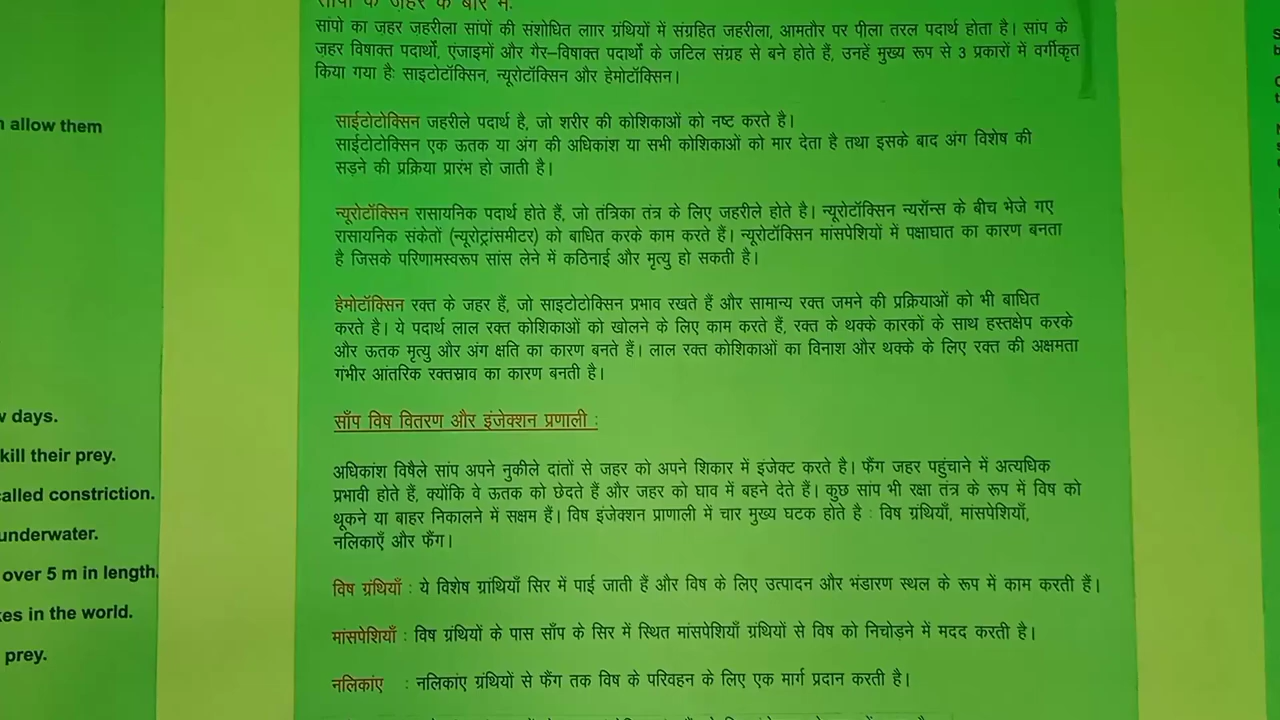 सांपो के ज़हर के बारे में:
सांपो का ज़हर ज़हरीला सांपों की संशोधित लाार ग्रंथियों में संग्रहित जहरीला, आमतौर पर पीला तरल पदार्थ होता है। सांप के
जहर विषाक्त पदार्थो, एंजाइमों और गेर–विषाक्त पदार्थों के जटिल संग्रह से बने होते हैं, उनहें मुख्य रूप से 3 प्रकारों में वर्गीकृत
किया गया हैः साइटोटॉक्सिन, न्यूरोटॉक्सिन और हेमोटॉक्सिन।
साईटोटोक्सिन जहरीले पदार्थ है, जो शरीर की कोशिकाओं को नष्ट करते है।
साईटोटोक्सिन एक ऊतक या अंग की अधिकांश या सभी कोशिकाओं को मार देता है तथा इसके बाद अंग विशेष की
सड़ने की प्रक्रिया प्रारंभ हो जाती है।
न्यूरोटॉक्सिन रासायनिक पदार्थ होते हैं, जो तंत्रिका तंत्र के लिए जहरीले होते है। न्यूरोटॉक्सिन न्यरॉन्स के बीच भेजे गए
रासायनिक संकेतों (न्यूरोट्रांसमीटर) को बाधित करके काम करते हैं। न्यूरोटॉक्सिन मांसपेशियों में पक्षाघात का कारण बनता
है जिसके परिणामस्वरूप सांस लेने में कठिनाई और मृत्यु हो सकती है।
हेमोटॉक्सिन रक्त के जहर हैं, जो साइटोटोक्सिन प्रभाव रखते हैं और सामान्य रक्त जमने की प्रक्रियाओं को भी बाधित
करते है। ये पदार्थ लाल रक्त कोशिकाओं को खोलने के लिए काम करते हैं, रक्त के थक्के कारकों के साथ हस्तक्षेप करके
और ऊतक मृत्यु और अंग क्षति का कारण बनते हैं। लाल रक्त कोशिकाओं का विनाश और थक्के के लिए रक्त की अक्षमता
गंभीर आंतरिक रक्तस्राव का कारण बनती है।
साँप विष वितरण और इंजेक्शन प्रणाली :
अधिकांश विषैले सांप अपने नुकीले दांतों से जहर को अपने शिकार में इंजेक्ट करते है। फैंग जहर पहुंचाने में अत्यधिक
प्रभावी होते हैं, क्योंकि वे ऊतक को छेदते हैं और जहर को घाव में बहने देते हैं। कुछ सांप भी रक्षा तंत्र के रूप में विष को
थूकने या बाहर निकालने में सक्षम हैं। विष इंजेक्शन प्राणाली में चार मुख्य घटक होते है : विष ग्रंथियाँ, मांसपेशियाँ,
नलिकाएँ और फैंग।
विष ग्रंथियाँ : ये विशेष ग्राथियाँ सिर में पाई जाती हैं और विष के लिए उत्पादन और भंडारण स्थल के रूप में काम करती हैं।
मांसपेशियाँ : विष ग्रंथियों के पास साँप के सिर में स्थित मांसपेशियाँ ग्रंथियों से विष को निचोड़ने में मदद करती है।
नलिकांए : नलिकांए ग्रंथियों से फैंग तक विष के परिवहन के लिए एक मार्ग प्रदान करती है।
allow them
days.
kill their prey.
called constriction.
underwater.
over 5 m in length.
in the world.
prey.